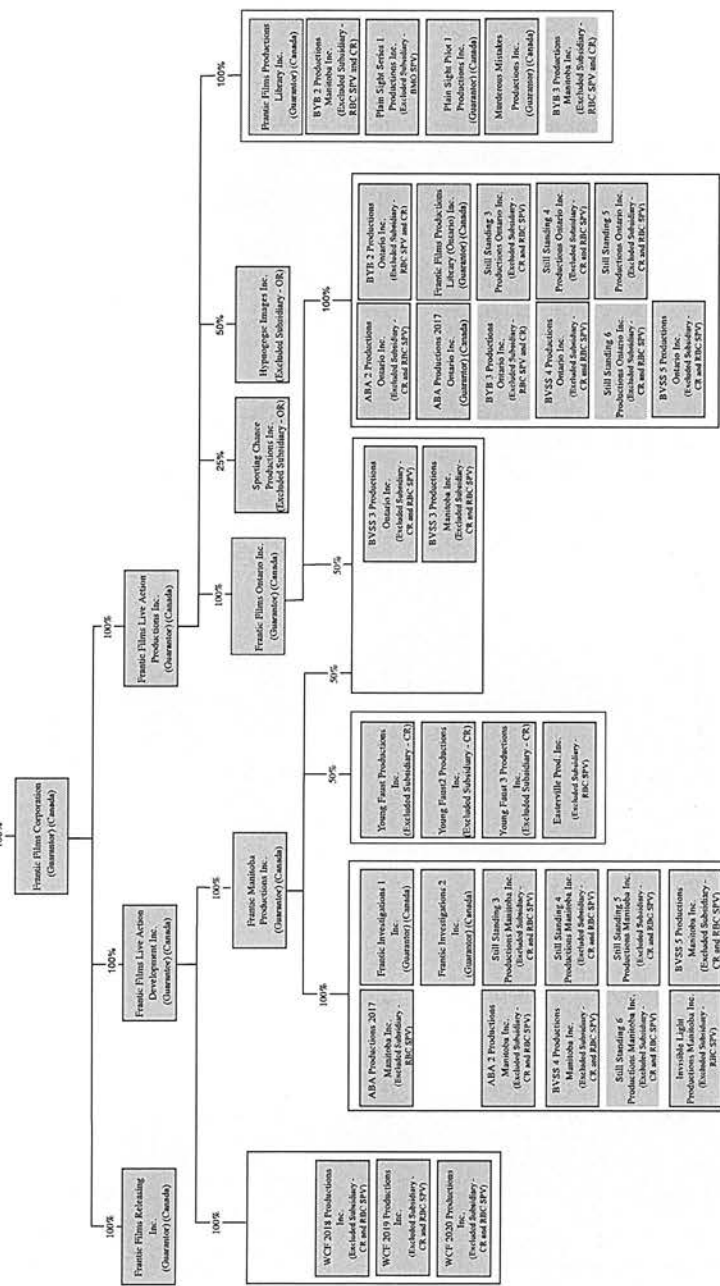 100%
Frantic Films Corporation
(Guarantor) (Canada)
100%
100%
100%
Frantic Films Releasing
Inc.
(Guarantor) (Canada)
Frantic Films Live Action
Development Inc.
(Guarantor) (Canada)
Frantic Films Live Action
Productions Inc.
(Guarantor) (Canada)
100%
100%
100%
25%
50%
100%
WCF 2018 Productions
Inc.
(Excluded Subsidiary -
CR and RBC SPV)
WCF 2019 Productions
Inc.
(Excluded Subsidiary -
CR and RBC SPV)
WCF 2020 Productions
Inc.
(Excluded Subsidiary -
CR and RBC SPV)
Frantic Manitoba
Productions Inc.
(Guarantor) (Canada)
Frantic Films Ontario Inc.
(Guarantor) (Canada)
Sporting Chance
Productions Inc.
(Excluded Subsidiary - OR)
Hypnogogic Images Inc.
(Excluded Subsidiary - OR)
Frantic Films Productions
Library Inc.
(Guarantor) (Canada)
BYB 2 Productions
Manitoba Inc.
(Excluded Subsidiary -
RBC SPV and CR)
Plain Sight Series 1
Productions Inc.
(Excluded Subsidiary -
BMO SPV)
Plain Sight Pilot 1
Productions Inc.
(Guarantor) (Canada)
Murderous Mistakes
Productions Inc.
(Guarantor) (Canada)
BYB 3 Productions
Manitoba Inc.
(Excluded Subsidiary -
RBC SPV and CR)
100%
50%
50%
50%
100%
ABA Productions 2017
Manitoba Inc.
(Excluded Subsidiary -
RBC SPV)
Frantic Investigations 1
Inc.
(Guarantor) (Canada)
Frantic Investigations 2
Inc.
(Guarantor) (Canada)
ABA 2 Productions
Manitoba Inc.
(Excluded Subsidiary -
CR and RBC SPV)
Still Standing 3
Productions Manitoba Inc.
(Excluded Subsidiary -
CR and RBC SPV)
BVSS 4 Productions
Manitoba Inc.
(Excluded Subsidiary -
CR and RBC SPV)
Still Standing 4
Productions Manitoba Inc.
(Excluded Subsidiary -
CR and RBC SPV)
Still Standing 6
Productions Manitoba Inc.
(Excluded Subsidiary -
CR and RBC SPV)
Still Standing 5
Productions Manitoba Inc.
(Excluded Subsidiary -
CR and RBC SPV)
Invisible Light
Productions Manitoba Inc.
(Excluded Subsidiary -
RBC SPV)
BVSS 5 Productions
Manitoba Inc.
(Excluded Subsidiary -
CR and RBC SPV)
Young Faust Productions
Inc.
(Excluded Subsidiary - CR)
Young Faust2 Productions
Inc.
(Excluded Subsidiary - CR)
Young Faust 3 Productions
Inc.
(Excluded Subsidiary - CR)
Easterville Prod. Inc.
(Excluded Subsidiary -
RBC SPV)
BVSS 3 Productions
Ontario Inc.
(Excluded Subsidiary -
CR and RBC SPV)
BVSS 3 Productions
Manitoba Inc.
(Excluded Subsidiary -
CR and RBC SPV)
ABA 2 Productions
Ontario Inc.
(Excluded Subsidiary -
CR and RBC SPV)
BYB 2 Productions
Ontario Inc.
(Excluded Subsidiary -
RBC SPV and CR)
ABA Productions 2017
Ontario Inc.
(Guarantor) (Canada)
Frantic Films Productions
Library (Ontario) Inc.
(Guarantor) (Canada)
BYB 3 Productions
Ontario Inc.
(Excluded Subsidiary -
RBC SPV and CR)
Still Standing 3
Productions Ontario Inc.
(Excluded Subsidiary -
CR and RBC SPV)
BVSS 4 Productions
Ontario Inc.
(Excluded Subsidiary -
CR and RBC SPV)
Still Standing 4
Productions Ontario Inc.
(Excluded Subsidiary -
CR and RBC SPV)
Still Standing 6
Productions Ontario Inc.
(Excluded Subsidiary -
CR and RBC SPV)
Still Standing 5
Productions Ontario Inc.
(Excluded Subsidiary -
CR and RBC SPV)
BVSS 5 Productions
Ontario Inc.
(Excluded Subsidiary -
CR and RBC SPV)